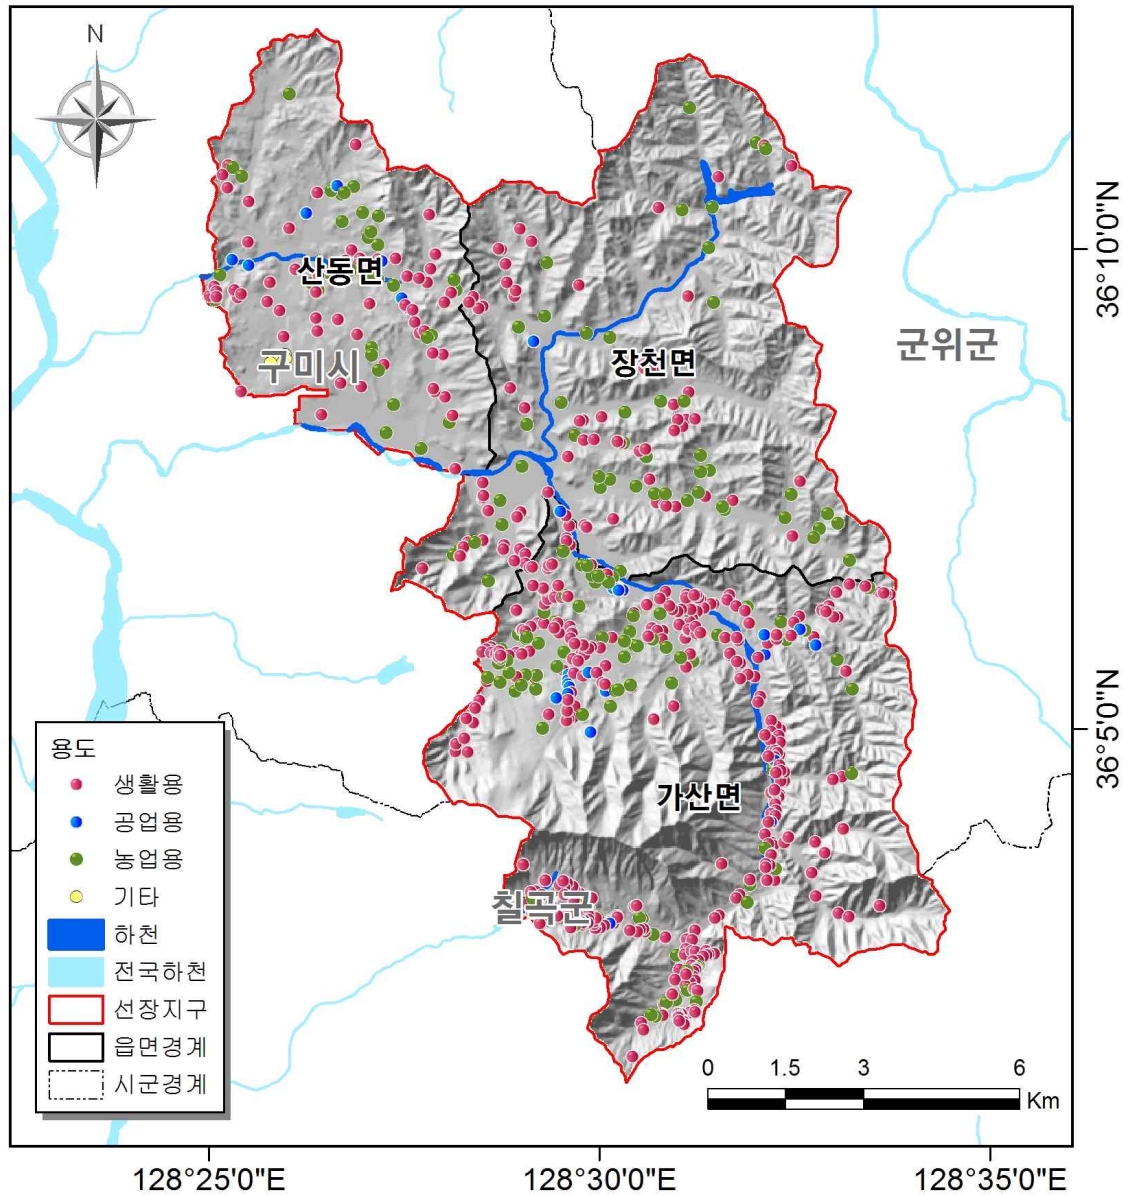 N
산동면
구미시
장천면
군위군
가산면
칠곡군
36°10'0"N
36°5'0"N
용도
생활용
공업용
농업용
기타
하천
전국하천
선장지구
읍면경계
시군경계
0 1.5 3 6
Km
128°25'0"E 128°30'0"E 128°35'0"E